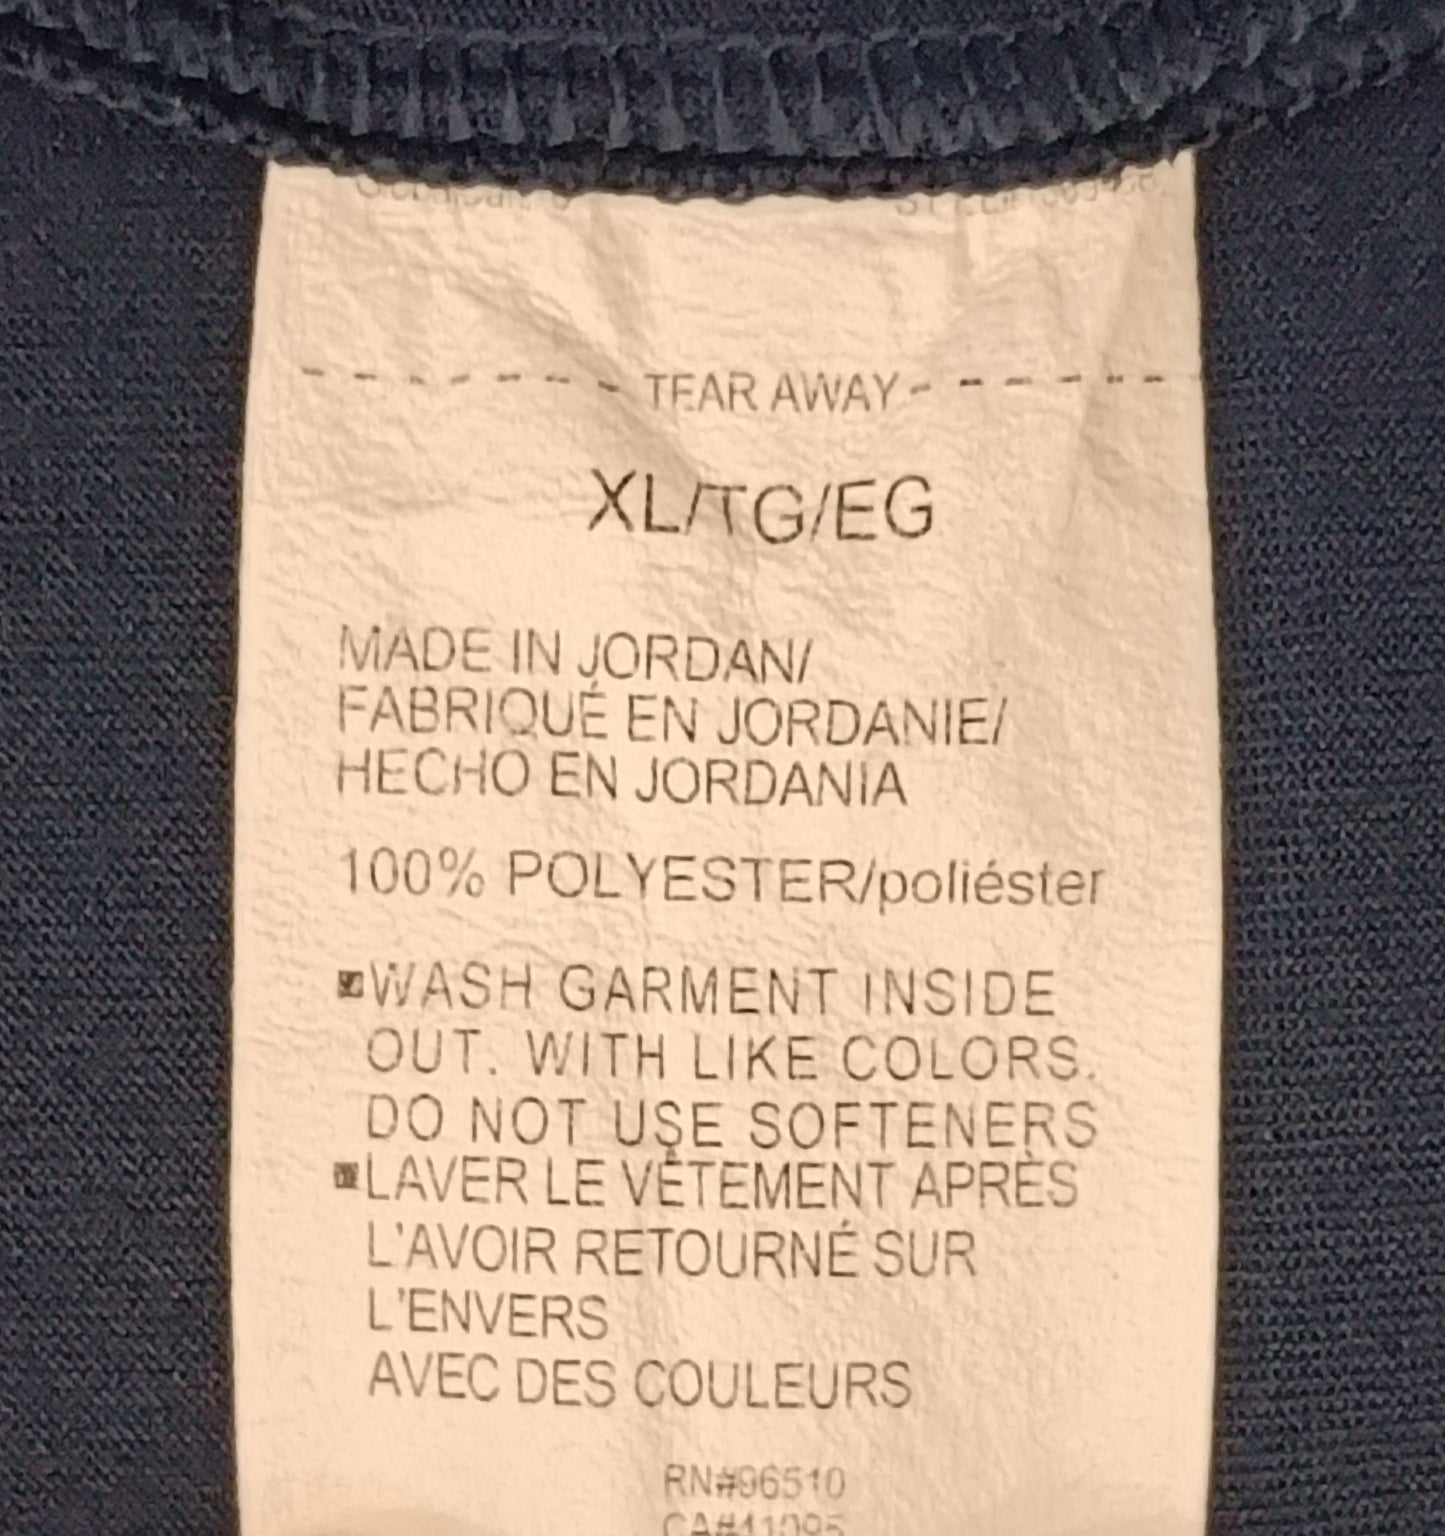 TEAR AWAY
XL/TG/EG
MADE IN JORDAN/
FABRIQUÉ EN JORDANIE/
HECHO EN JORDANIA
100% POLYESTER/poliéster
WASH GARMENT INSIDE
OUT. WITH LIKE COLORS.
DO NOT USE SOFTENERS
LAVER LE VÊTEMENT APRÈS
L'AVOIR RETOURNÉ SUR
L'ENVERS
AVEC DES COULEURS
RN#96510
CA#11095